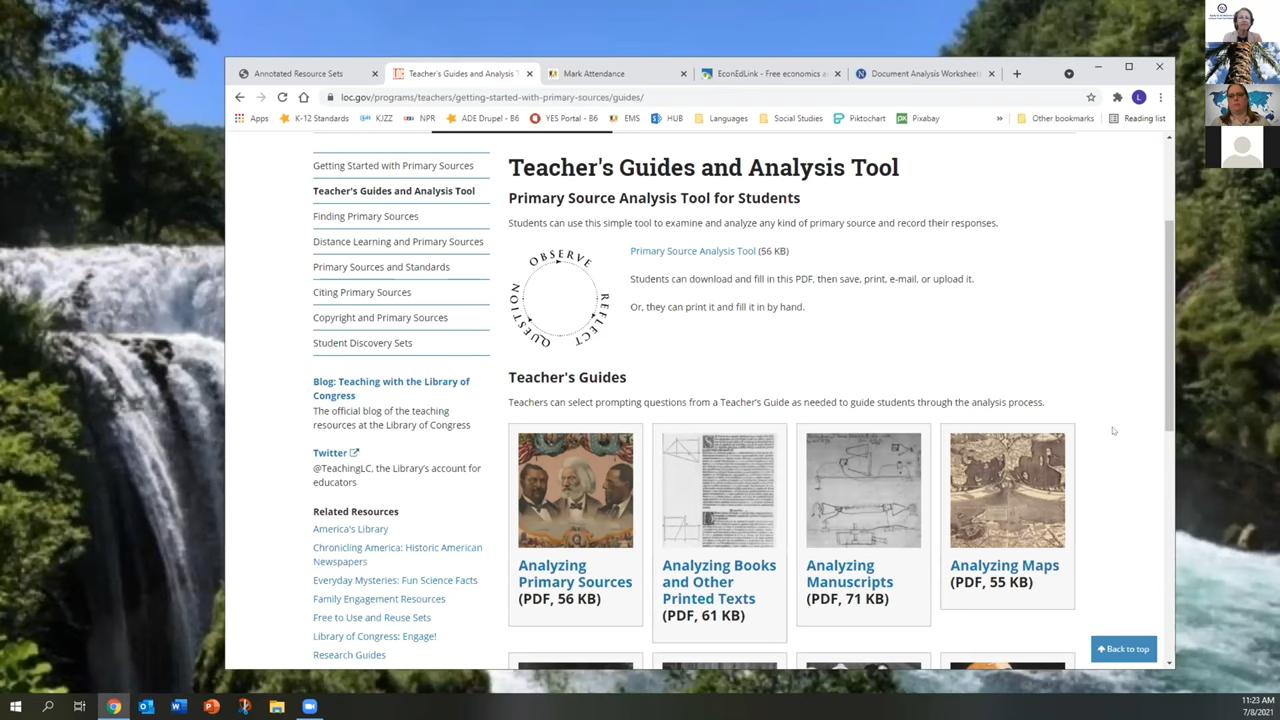 Annotated Resource Sets
Teacher's Guides and Analysis T
Mark Attendance
EconEdLink - Free economics a
Document Analysis Worksheet
loc.gov/programs/teachers/getting-started-with-primary-sources/guides/
L
Apps
K-12 Standards
KJZZ
NPR
ADE Drupel - B6
YES Portal - B6
EMS
HUB
Languages
Social Studies
Piktochart
Pixabay
»
Other bookmarks
Reading list
Getting Started with Primary Sources
Teacher's Guides and Analysis Tool
Finding Primary Sources
Distance Learning and Primary Sources
Primary Sources and Standards
Citing Primary Sources
Copyright and Primary Sources
Student Discovery Sets
Blog: Teaching with the Library of
Congress
The official blog of the teaching
resources at the Library of Congress
Twitter
@TeachingLC, the Library's account for
educators
Related Resources
America's Library
Chronicling America: Historic American
Newspapers
Everyday Mysteries: Fun Science Facts
Family Engagement Resources
Free to Use and Reuse Sets
Library of Congress: Engage!
Research Guides
Teacher's Guides and Analysis Tool
Primary Source Analysis Tool for Students
Students can use this simple tool to examine and analyze any kind of primary source and record their responses.
OBSERVE
REFLECT
QUESTION
Primary Source Analysis Tool (56 KB)
Students can download and fill in this PDF, then save, print, e-mail, or upload it.
Or, they can print it and fill it in by hand.
Teacher's Guides
Teachers can select prompting questions from a Teacher's Guide as needed to guide students through the analysis process.
Analyzing
Primary Sources
(PDF, 56 KB)
Analyzing Books
and Other
Printed Texts
(PDF, 61 KB)
Analyzing
Manuscripts
(PDF, 71 KB)
Analyzing Maps
(PDF, 55 KB)
Back to top
11:23 AM
7/8/2021